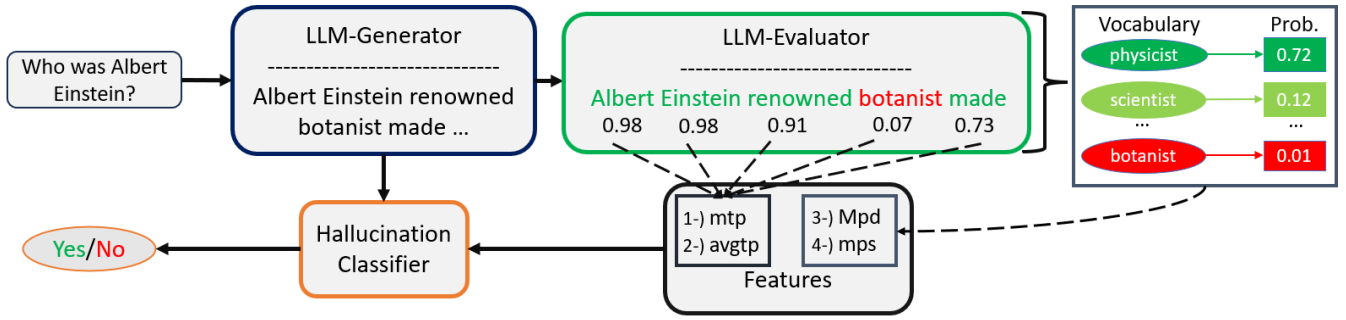 Who was Albert
Einstein?
LLM-Generator
------------------------------
Albert Einstein renowned
botanist made ...
LLM-Evaluator
------------------------------
Albert Einstein renowned botanist made
0.98 0.98 0.91 0.07 0.73
Vocabulary Prob.
physicist 0.72
scientist 0.12
... ...
botanist 0.01
1-) mtp
2-) avgtp
3-) Mpd
4-) mps
Features
Hallucination
Classifier
Yes/No